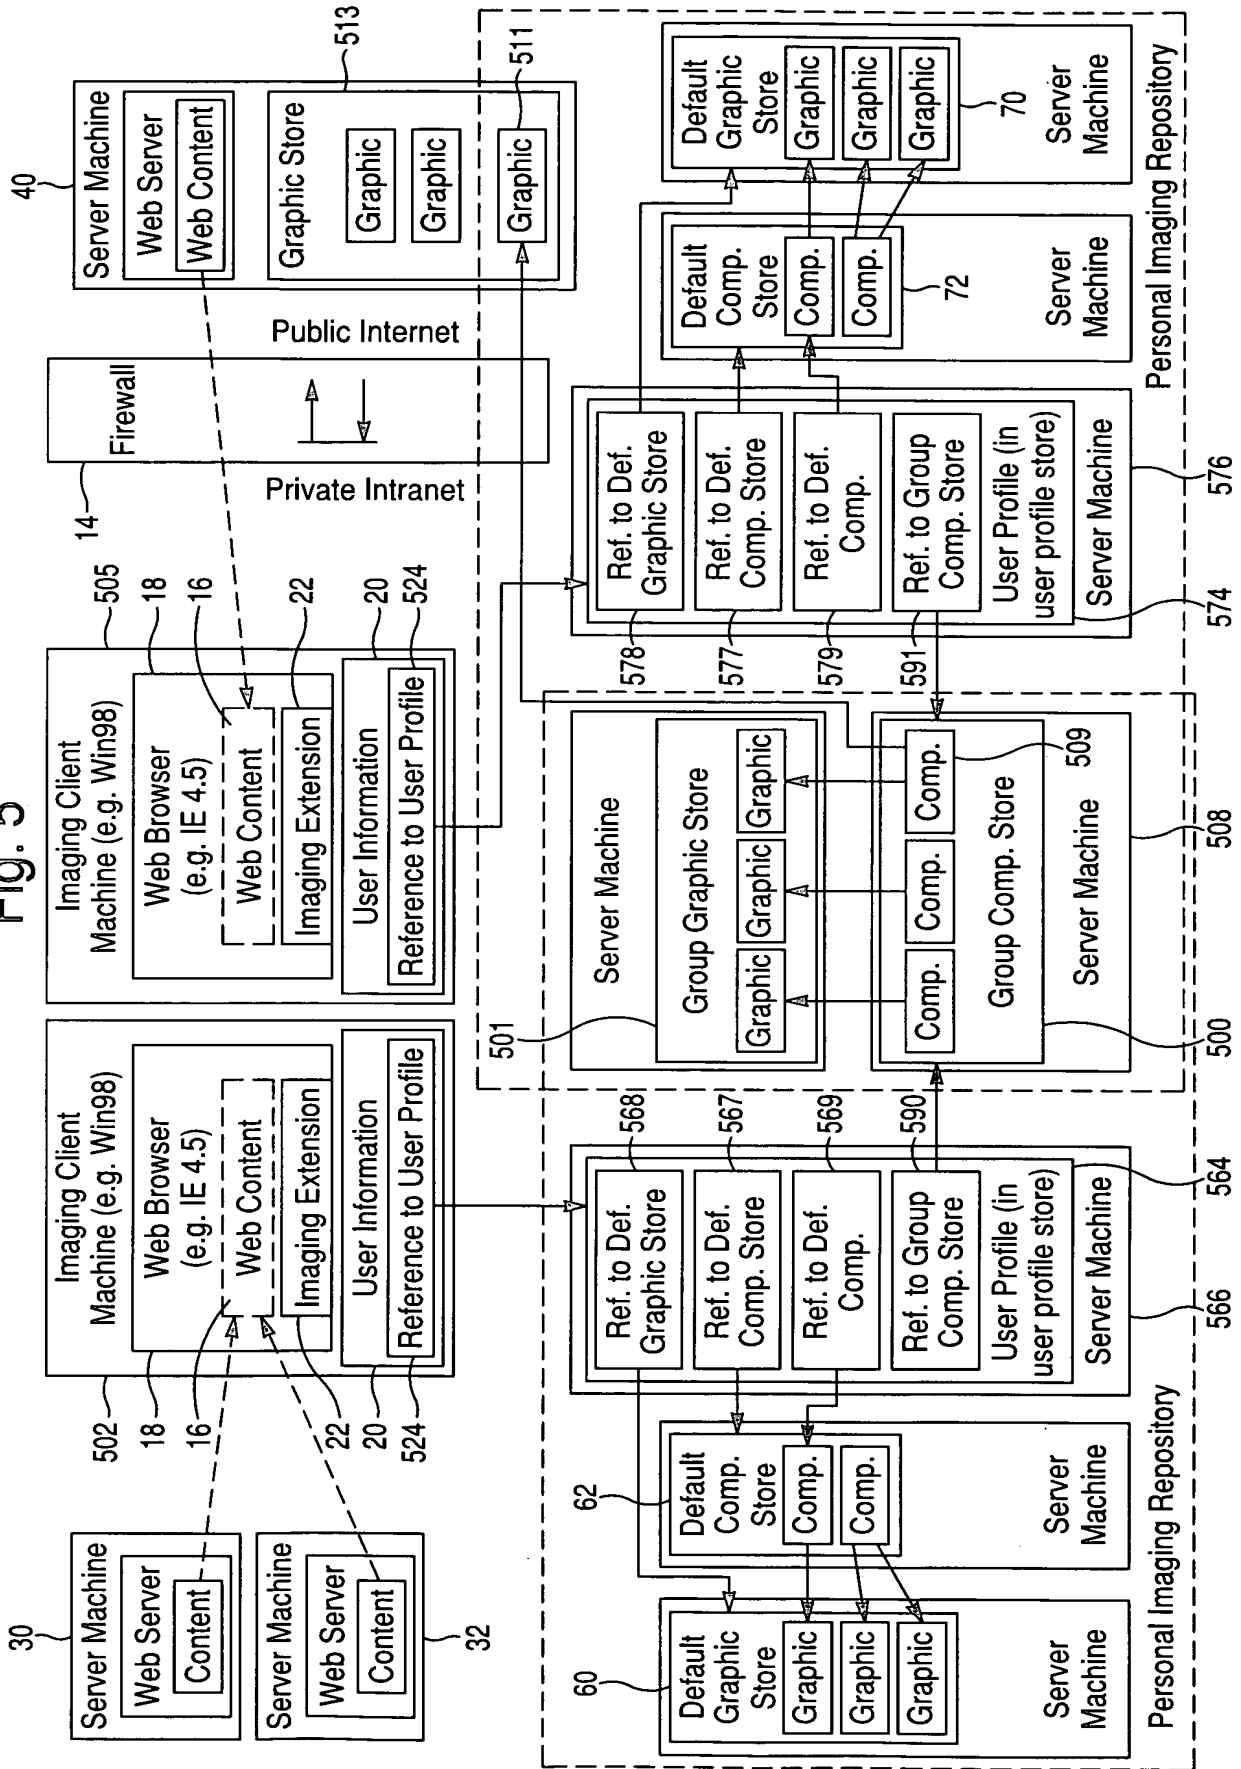 Fig. 5
30
Server Machine
Web Server
Content
Server Machine
Web Server
Content
32
Imaging Client
Machine (e.g. Win98)
Web Browser
(e.g. IE 4.5)
Web Content
Imaging Extension
User Information
Reference to User Profile
502
18
16
22
20
524
Imaging Client
Machine (e.g. Win98)
Web Browser
(e.g. IE 4.5)
Web Content
Imaging Extension
User Information
Reference to User Profile
505
18
16
22
20
524
14
Firewall
Private Intranet
Public Internet
40
Server Machine
Web Server
Web Content
Graphic Store
Graphic
Graphic
Graphic
513
511
60
Default
Graphic
Store
Graphic
Graphic
Graphic
Server
Machine
62
Default
Comp.
Store
Comp.
Comp.
Server
Machine
Personal Imaging Repository
Ref. to Def.
Graphic Store
Ref. to Def.
Comp. Store
Ref. to Def.
Comp.
Ref. to Group
Comp. Store
User Profile (in
user profile store)
Server Machine
568
567
569
590
564
566
501
Server Machine
Group Graphic Store
Graphic
Graphic
Graphic
Comp.
Comp.
Comp.
509
Group Comp. Store
Server Machine
500
508
578
577
579
591
Ref. to Def.
Graphic Store
Ref. to Def.
Comp. Store
Ref. to Def.
Comp.
Ref. to Group
Comp. Store
User Profile (in
user profile store)
Server Machine
574
576
Default
Comp.
Store
Comp.
Comp.
72
Server
Machine
Default
Graphic
Store
Graphic
Graphic
Graphic
70
Server
Machine
Personal Imaging Repository